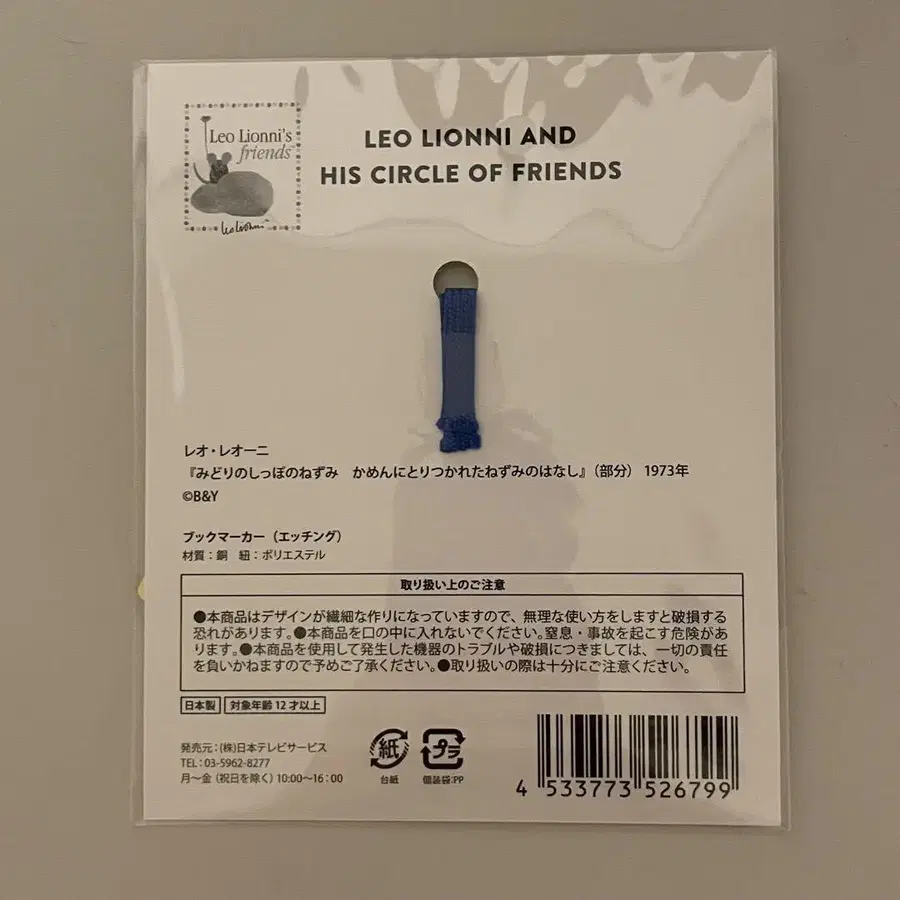 Leo Lionni's
friends™
Leo Lionni
LEO LIONNI AND
HIS CIRCLE OF FRIENDS
レオ・レオーニ
『みどりのしっぽのねずみ　かめんにとりつかれたねずみのはなし』（部分） 1973年
©B&Y
ブックマーカー（エッチング）
材質：銅　紐：ポリエステル
取り扱い上のご注意
●本商品はデザインが繊細な作りになっていますので、無理な使い方をしますと破損する
恐れがあります。●本商品を口の中に入れないでください。窒息・事故を起こす危険があ
ります。●本商品を使用して発生した機器のトラブルや破損につきましては、一切の責任
を負いかねますので予めご了承ください。●取り扱いの際は十分にご注意ください。
日本製 対象年齢12才以上
発売元：(株)日本テレビサービス
TEL：03-5962-8277
月〜金（祝日を除く）10:00〜16：00
紙
台紙
プラ
個装袋:PP
4 533773 526799